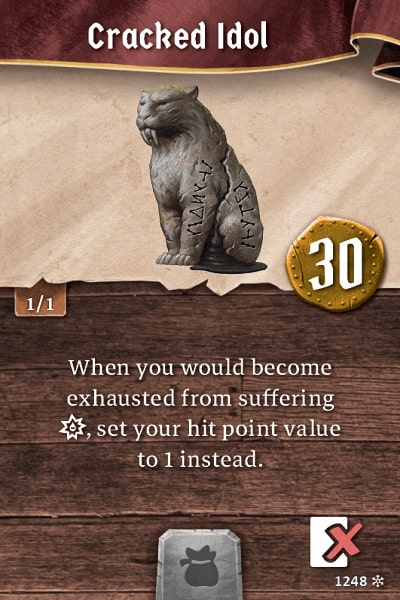 Cracked Idol
30
1/1
When you would become
exhausted from suffering
, set your hit point value
to 1 instead.
1248